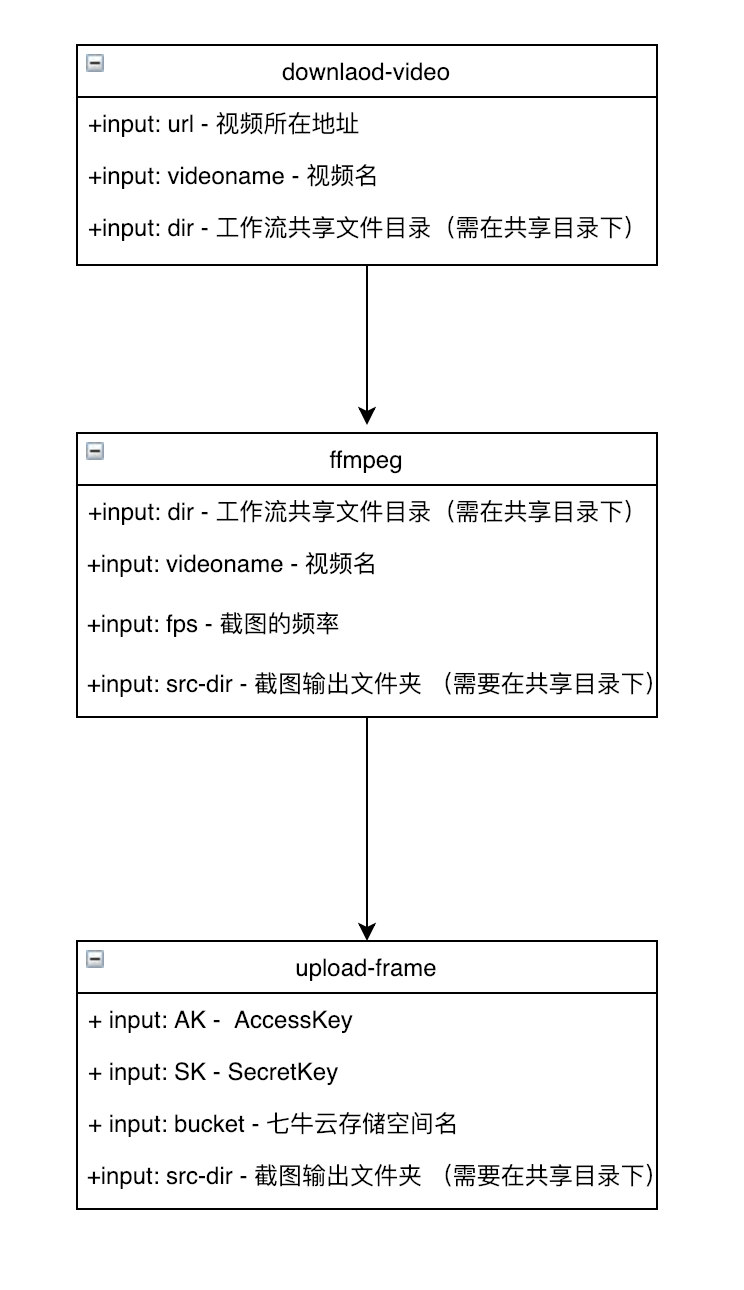 downlaod-video
+input: url - 视频所在地址
+input: videoname - 视频名
+input: dir - 工作流共享文件目录（需在共享目录下）
ffmpeg
+input: dir - 工作流共享文件目录（需在共享目录下）
+input: videoname - 视频名
+input: fps - 截图的频率
+input: src-dir - 截图输出文件夹 （需要在共享目录下）
upload-frame
+ input: AK -  AccessKey
+ input: SK - SecretKey
+ input: bucket - 七牛云存储空间名
+input: src-dir - 截图输出文件夹 （需要在共享目录下）